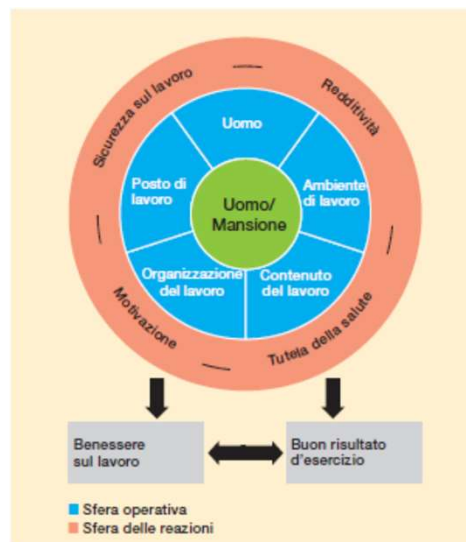 Sicurezza sul lavoro
Redditività
Uomo
Posto di
lavoro
Ambiente
di lavoro
Uomo/
Mansione
Organizzazione
del lavoro
Contenuto
del lavoro
Motivazione
Tutela della salute
Benessere
sul lavoro
Buon risultato
d'esercizio
Sfera operativa
Sfera delle reazioni